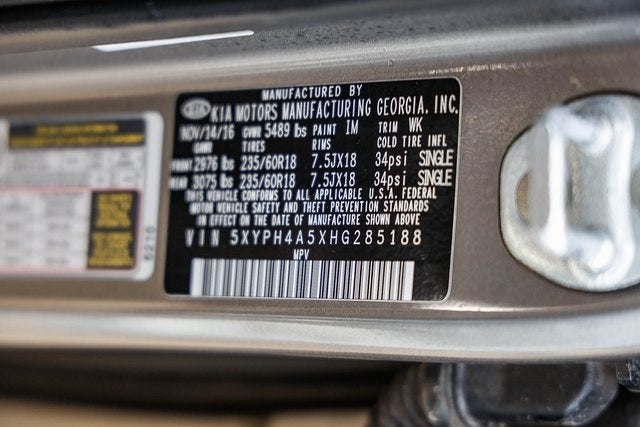 MANUFACTURED BY
KIA KIA MOTORS MANUFACTURING GEORGIA, INC.
NOV/14/16 GVWR 5489 lbs PAINT IM TRIM WK
GAWR TIRES RIMS COLD TIRE INFL
FRONT 2976 lbs 235/60R18 7.5JX18 34psi SINGLE
REAR 3075 lbs 235/60R18 7.5JX18 34psi SINGLE
THIS VEHICLE CONFORMS TO ALL APPLICABLE U.S.A. FEDERAL
MOTOR VEHICLE SAFETY AND THEFT PREVENTION STANDARDS
IN EFFECT ON THE DATE OF MANUFACTURE SHOWN ABOVE
VIN 5XYPH4A5XHG285188
MPV